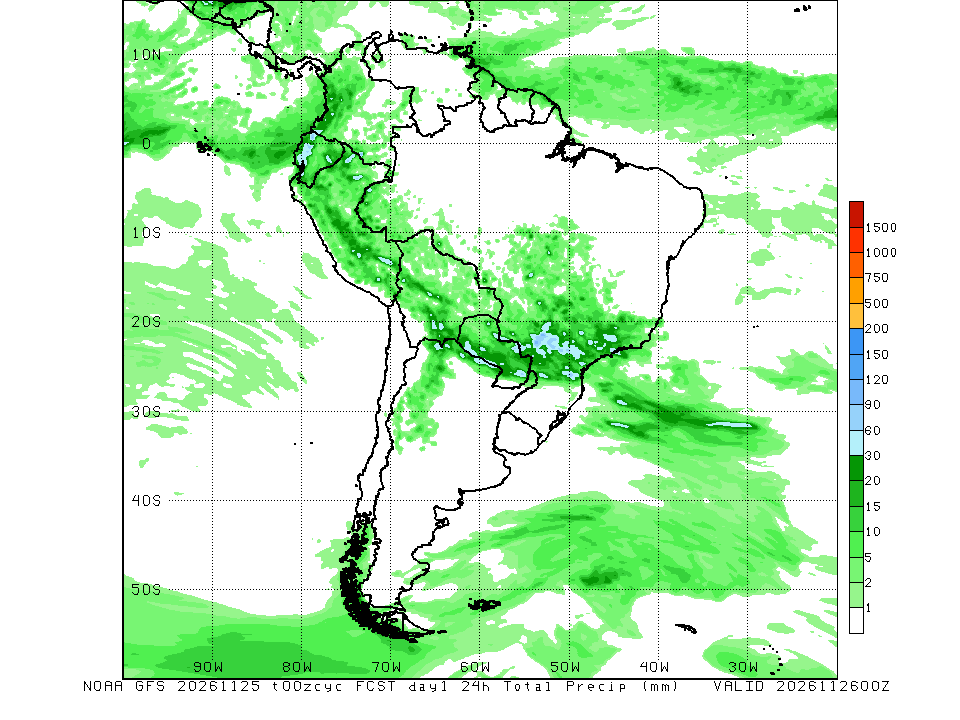 10N
0
10S
20S
30S
40S
50S
90W 80W 70W 60W 50W 40W 30W
1500
1000
750
500
200
150
120
90
60
30
20
15
10
5
2
1
NOAA GFS 20261125 t00zcyc FCST day1 24h Total Precip (mm) VALID 2026112600Z